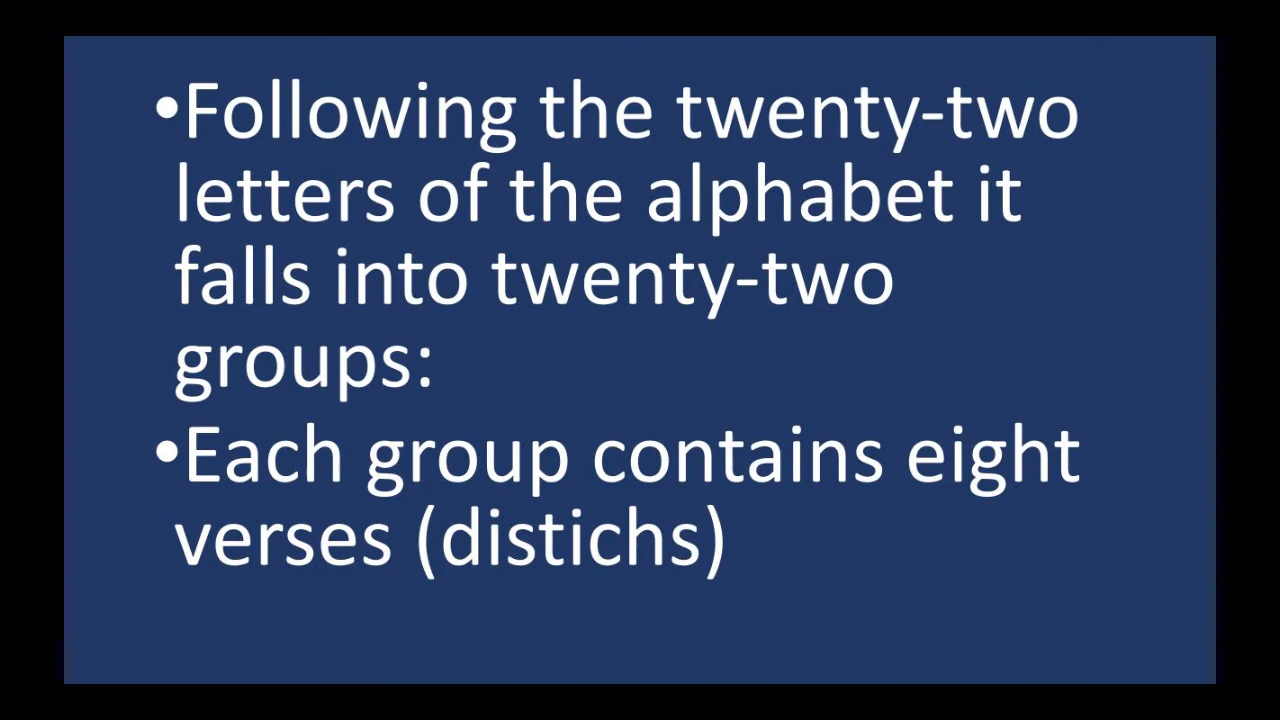 •Following the twenty-two
letters of the alphabet it
falls into twenty-two
groups:
•Each group contains eight
verses (distichs)